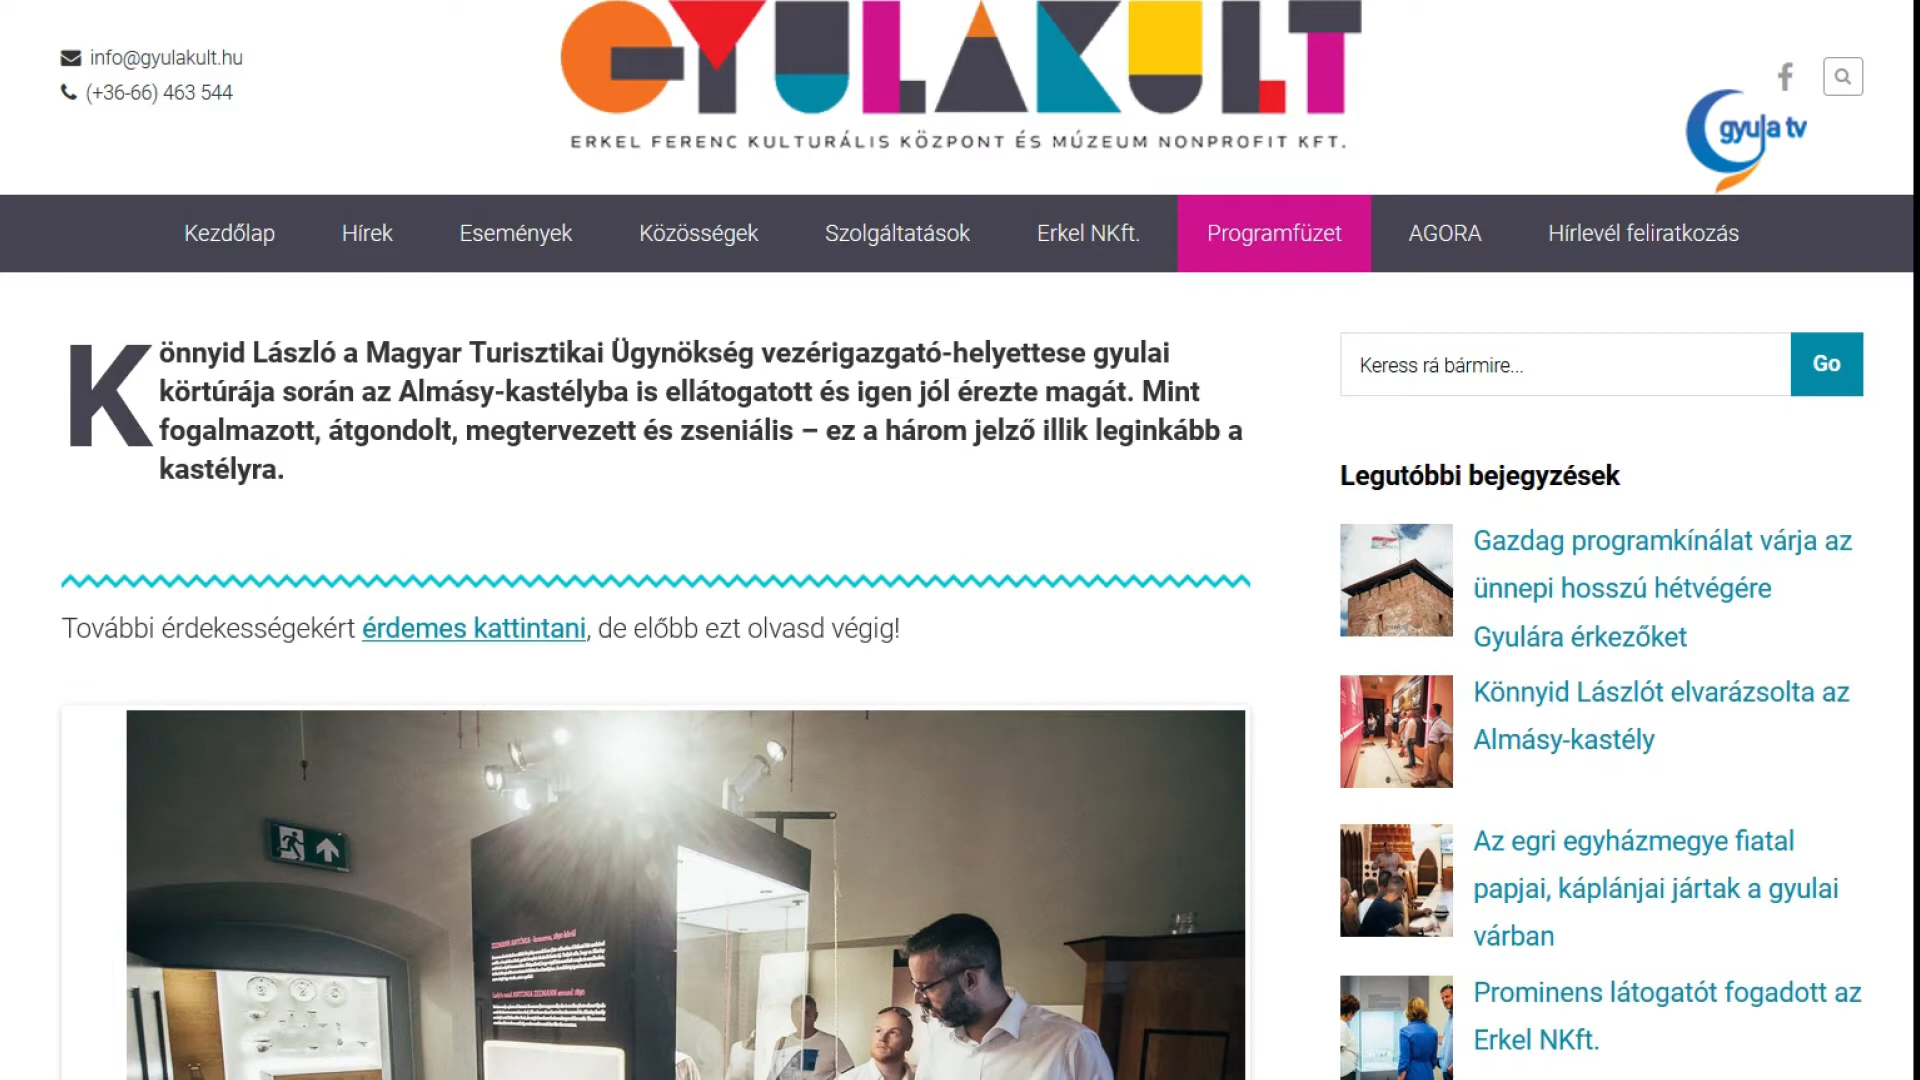 info@gyulakult.hu
(+36-66) 463 544
GYULAKULT
ERKEL FERENC KULTURÁLIS KÖZPONT ÉS MÚZEUM NONPROFIT KFT.
gyula tv
Kezdőlap Hírek Események Közösségek Szolgáltatások Erkel NKft. Programfüzet AGORA Hírlevél feliratkozás
Könnyid László a Magyar Turisztikai Ügynökség vezérigazgató-helyettese gyulai
körtúrája során az Almásy-kastélyba is ellátogatott és igen jól érezte magát. Mint
fogalmazott, átgondolt, megtervezett és zseniális – ez a három jelző illik leginkább a
kastélyra.
További érdekességekért érdemes kattintani, de előbb ezt olvasd végig!
Keress rá bármire...
Go
Legutóbbi bejegyzések
Gazdag programkínálat várja az
ünnepi hosszú hétvégére
Gyulára érkezőket
Könnyid Lászlót elvarázsolta az
Almásy-kastély
Az egri egyházmegye fiatal
papjai, káplánjai jártak a gyulai
várban
Prominens látogatót fogadott az
Erkel NKft.